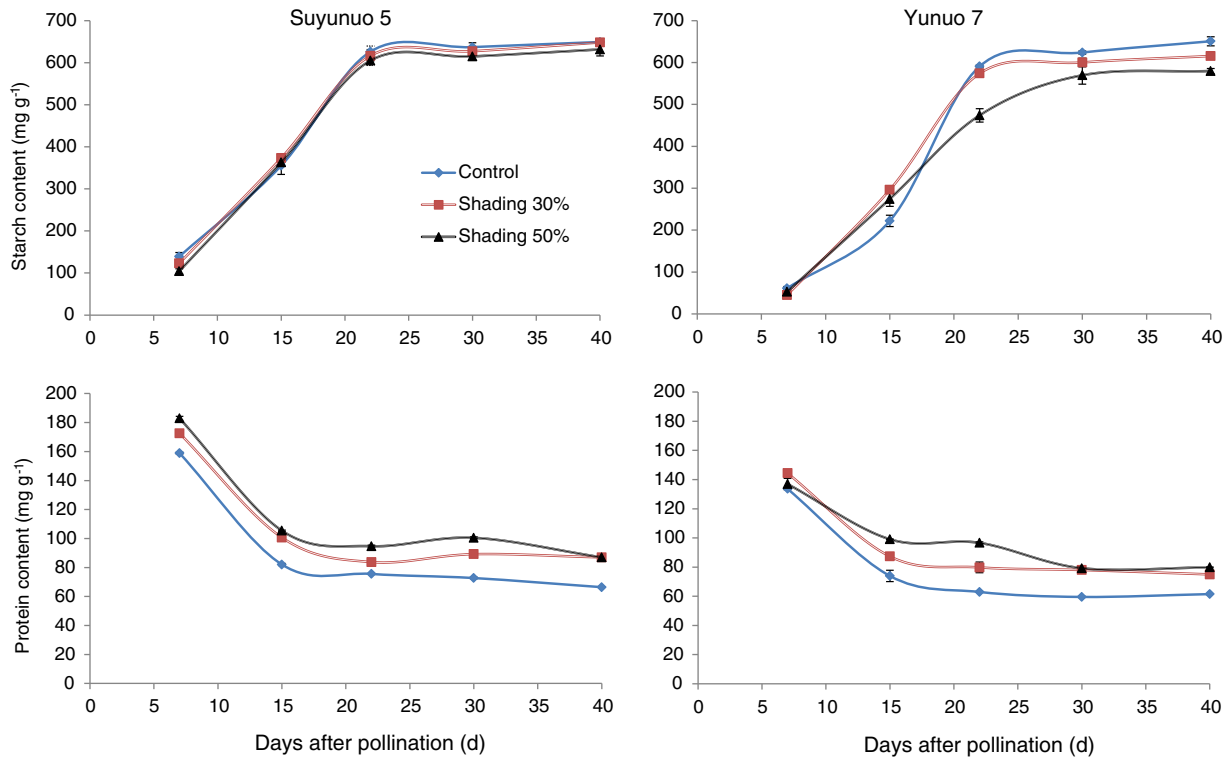 Suyunuo 5
Starch content (mg g⁻¹)
700
600
500
400
300
200
100
0
0 5 10 15 20 25 30 35 40
Control
Shading 30%
Shading 50%
Yunuo 7
700
600
500
400
300
200
100
0
0 5 10 15 20 25 30 35 40
Protein content (mg g⁻¹)
200
180
160
140
120
100
80
60
40
20
0
0 5 10 15 20 25 30 35 40
Days after pollination (d)
200
180
160
140
120
100
80
60
40
20
0
0 5 10 15 20 25 30 35 40
Days after pollination (d)